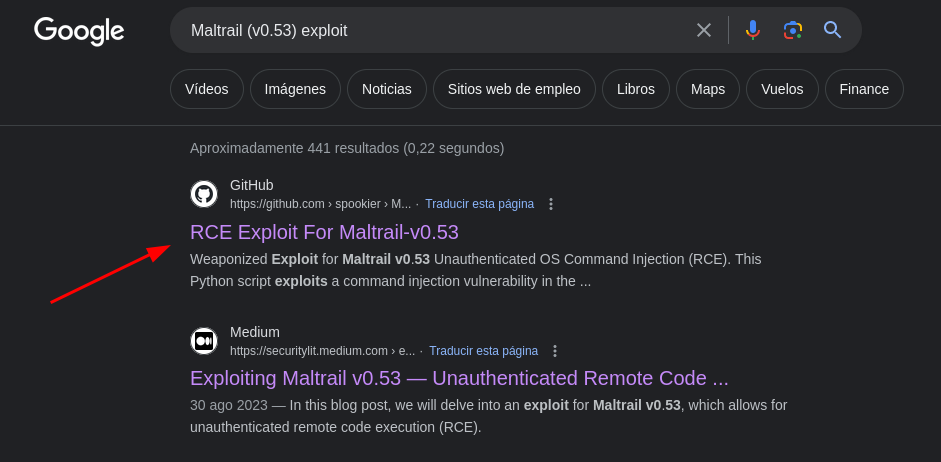 Google
Maltrail (v0.53) exploit
Vídeos
Imágenes
Noticias
Sitios web de empleo
Libros
Maps
Vuelos
Finance
Aproximadamente 441 resultados (0,22 segundos)
GitHub
https://github.com › spookier › M... · Traducir esta página
RCE Exploit For Maltrail-v0.53
Weaponized Exploit for Maltrail v0.53 Unauthenticated OS Command Injection (RCE). This
Python script exploits a command injection vulnerability in the ...
Medium
https://securitylit.medium.com › e... · Traducir esta página
Exploiting Maltrail v0.53 — Unauthenticated Remote Code ...
30 ago 2023 — In this blog post, we will delve into an exploit for Maltrail v0.53, which allows for
unauthenticated remote code execution (RCE).